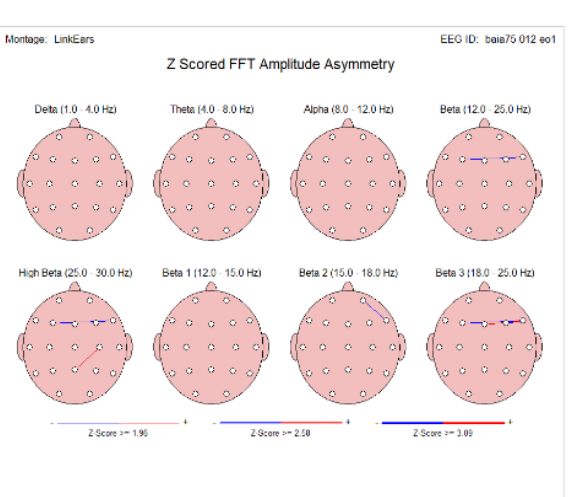 Montage: LinkEars EEG ID: baia75 012 eo1
Z Scored FFT Amplitude Asymmetry
Delta (1.0 - 4.0 Hz) Theta (4.0 - 8.0 Hz) Alpha (8.0 - 12.0 Hz) Beta (12.0 - 25.0 Hz)
High Beta (25.0 - 30.0 Hz) Beta 1 (12.0 - 15.0 Hz) Beta 2 (15.0 - 18.0 Hz) Beta 3 (18.0 - 25.0 Hz)
- + - + - +
Z-Score >= 1.96 Z-Score >= 2.58 Z-Score >= 3.09